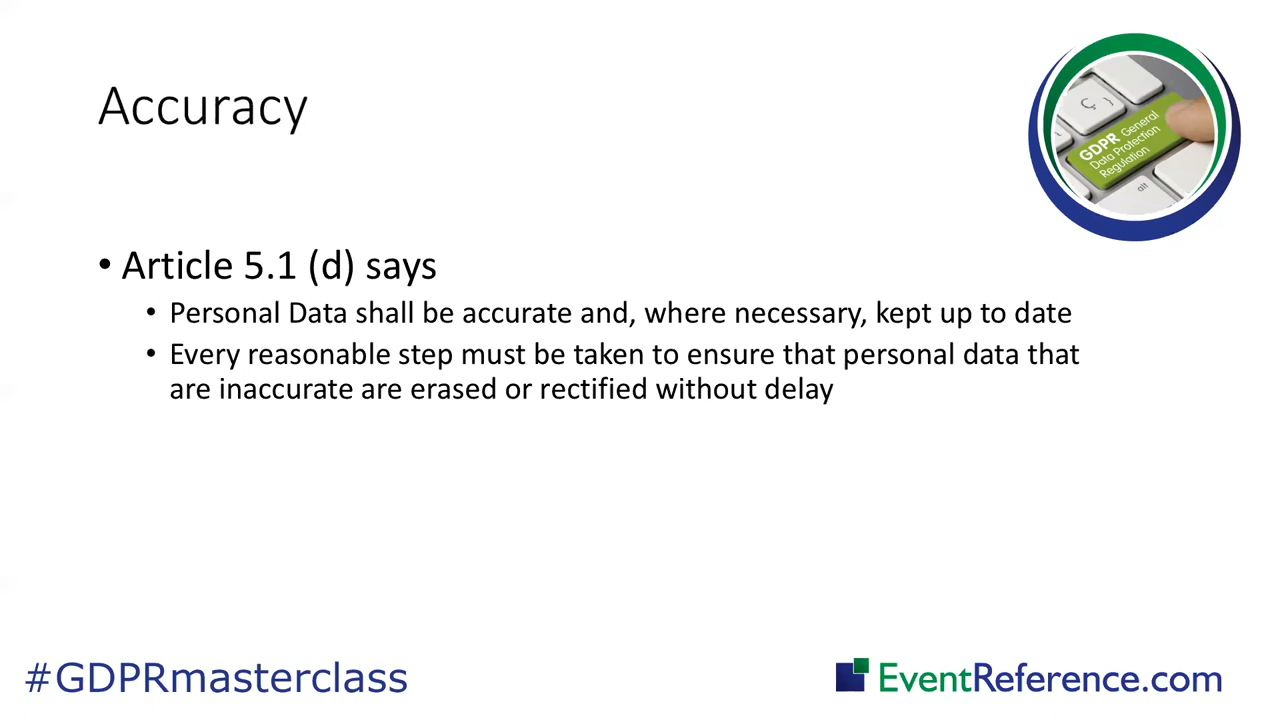 Accuracy
GDPR General
Data Protection
Regulation
alt
• Article 5.1 (d) says
• Personal Data shall be accurate and, where necessary, kept up to date
• Every reasonable step must be taken to ensure that personal data that
are inaccurate are erased or rectified without delay
#GDPRmasterclass
EventReference.com